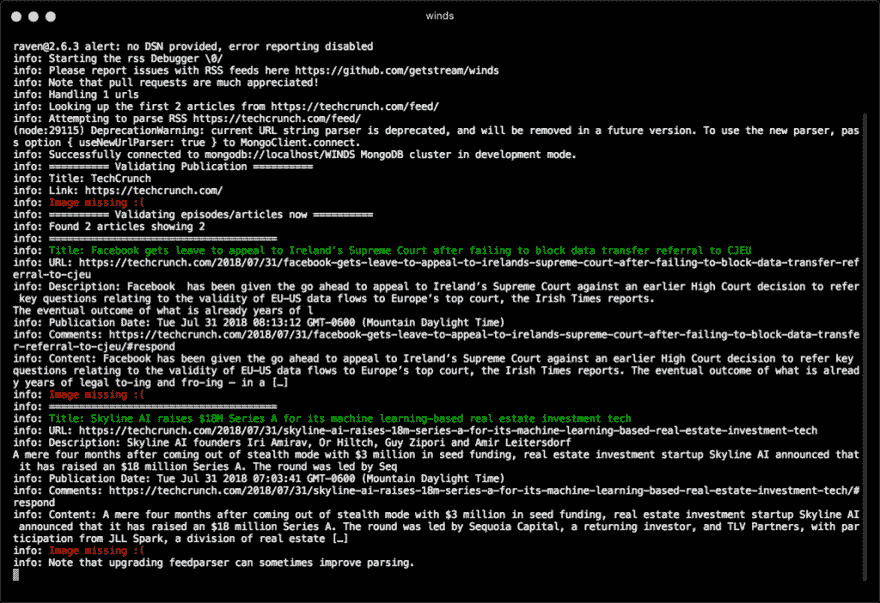 winds
raven@2.6.3 alert: no DSN provided, error reporting disabled
info: Starting the rss Debugger \0/
info: Please report issues with RSS feeds here https://github.com/getstream/winds
info: Note that pull requests are much appreciated!
info: Handling 1 urls
info: Looking up the first 2 articles from https://techcrunch.com/feed/
info: Attempting to parse RSS https://techcrunch.com/feed/
(node:29115) DeprecationWarning: current URL string parser is deprecated, and will be removed in a future version. To use the new parser, pas
s option { useNewUrlParser: true } to MongoClient.connect.
info: Successfully connected to mongodb://localhost/WINDS MongoDB cluster in development mode.
info: ========== Validating Publication ==========
info: Title: TechCrunch
info: Link: https://techcrunch.com/
info: Image missing :(
info: ========== Validating episodes/articles now ==========
info: Found 2 articles showing 2
info: ======================================
info: Title: Facebook gets leave to appeal to Ireland's Supreme Court after failing to block data transfer referral to CJEU
info: URL: https://techcrunch.com/2018/07/31/facebook-gets-leave-to-appeal-to-irelands-supreme-court-after-failing-to-block-data-transfer-ref
erral-to-cjeu
info: Description: Facebook  has been given the go ahead to appeal to Ireland's Supreme Court against an earlier High Court decision to refer
 key questions relating to the validity of EU-US data flows to Europe's top court, the Irish Times reports.
The eventual outcome of what is already years of l
info: Publication Date: Tue Jul 31 2018 08:13:12 GMT-0600 (Mountain Daylight Time)
info: Comments: https://techcrunch.com/2018/07/31/facebook-gets-leave-to-appeal-to-irelands-supreme-court-after-failing-to-block-data-transfe
r-referral-to-cjeu/#respond
info: Content: Facebook has been given the go ahead to appeal to Ireland's Supreme Court against an earlier High Court decision to refer key
questions relating to the validity of EU-US data flows to Europe's top court, the Irish Times reports. The eventual outcome of what is alread
y years of legal to-ing and fro-ing — in a […]
info: Image missing :(
info: ======================================
info: Title: Skyline AI raises $18M Series A for its machine learning-based real estate investment tech
info: URL: https://techcrunch.com/2018/07/31/skyline-ai-raises-18m-series-a-for-its-machine-learning-based-real-estate-investment-tech
info: Description: Skyline AI founders Iri Amirav, Or Hiltch, Guy Zipori and Amir Leitersdorf
A mere four months after coming out of stealth mode with $3 million in seed funding, real estate investment startup Skyline AI announced that
 it has raised an $18 million Series A. The round was led by Seq
info: Publication Date: Tue Jul 31 2018 07:03:41 GMT-0600 (Mountain Daylight Time)
info: Comments: https://techcrunch.com/2018/07/31/skyline-ai-raises-18m-series-a-for-its-machine-learning-based-real-estate-investment-tech/#
respond
info: Content: A mere four months after coming out of stealth mode with $3 million in seed funding, real estate investment startup Skyline AI
 announced that it has raised an $18 million Series A. The round was led by Sequoia Capital, a returning investor, and TLV Partners, with par
ticipation from JLL Spark, a division of real estate […]
info: Image missing :(
info: Note that upgrading feedparser can sometimes improve parsing.